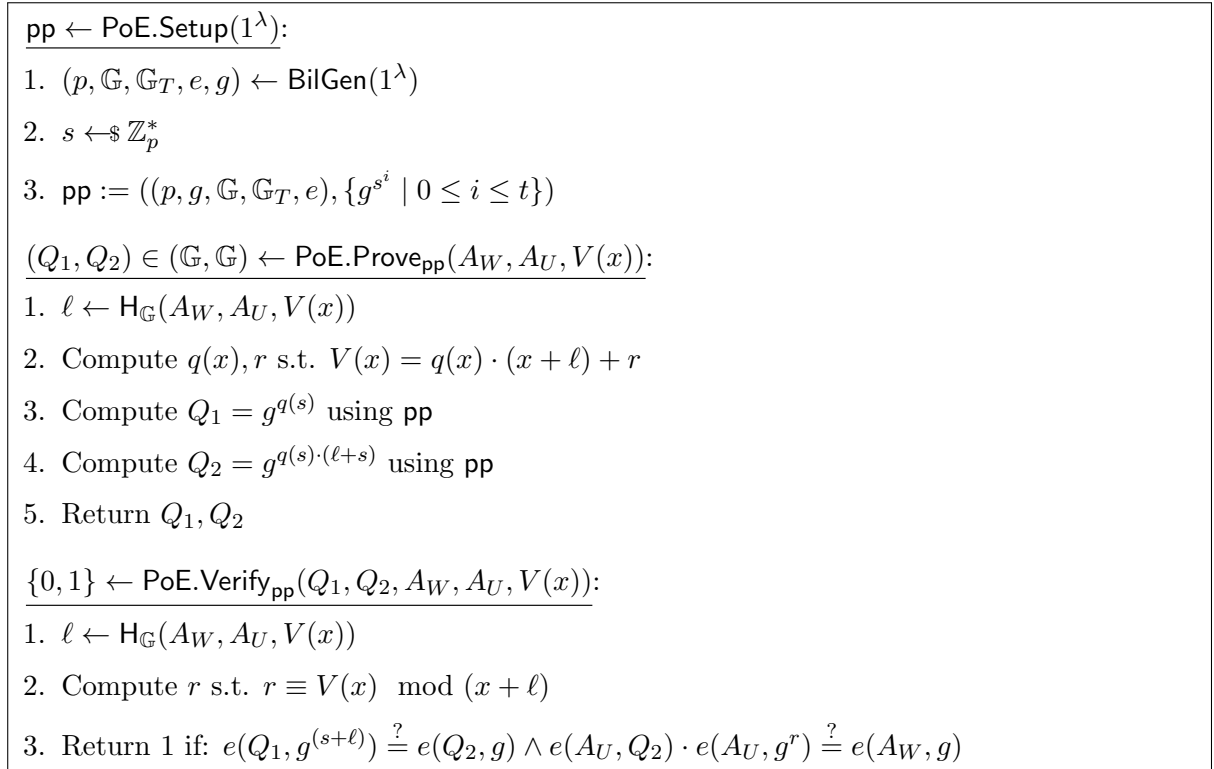 pp ← PoE.Setup(1^λ):
1. (p, 𝔾, 𝔾_T, e, g) ← BilGen(1^λ)
2. s ←$ ℤ_p^*
3. pp := ((p, g, 𝔾, 𝔾_T, e), {g^{s^i} | 0 ≤ i ≤ t})
(Q_1, Q_2) ∈ (𝔾, 𝔾) ← PoE.Prove_pp(A_W, A_U, V(x)):
1. ℓ ← H_𝔾(A_W, A_U, V(x))
2. Compute q(x), r s.t. V(x) = q(x) · (x + ℓ) + r
3. Compute Q_1 = g^{q(s)} using pp
4. Compute Q_2 = g^{q(s)·(ℓ+s)} using pp
5. Return Q_1, Q_2
{0, 1} ← PoE.Verify_pp(Q_1, Q_2, A_W, A_U, V(x)):
1. ℓ ← H_𝔾(A_W, A_U, V(x))
2. Compute r s.t. r ≡ V(x) mod (x + ℓ)
3. Return 1 if: e(Q_1, g^{(s+ℓ)}) ≟ e(Q_2, g) ∧ e(A_U, Q_2) · e(A_U, g^r) ≟ e(A_W, g)